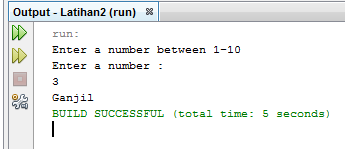 Output - Latihan2 (run)
run:
Enter a number between 1-10
Enter a number :
3
Ganjil
BUILD SUCCESSFUL (total time: 5 seconds)